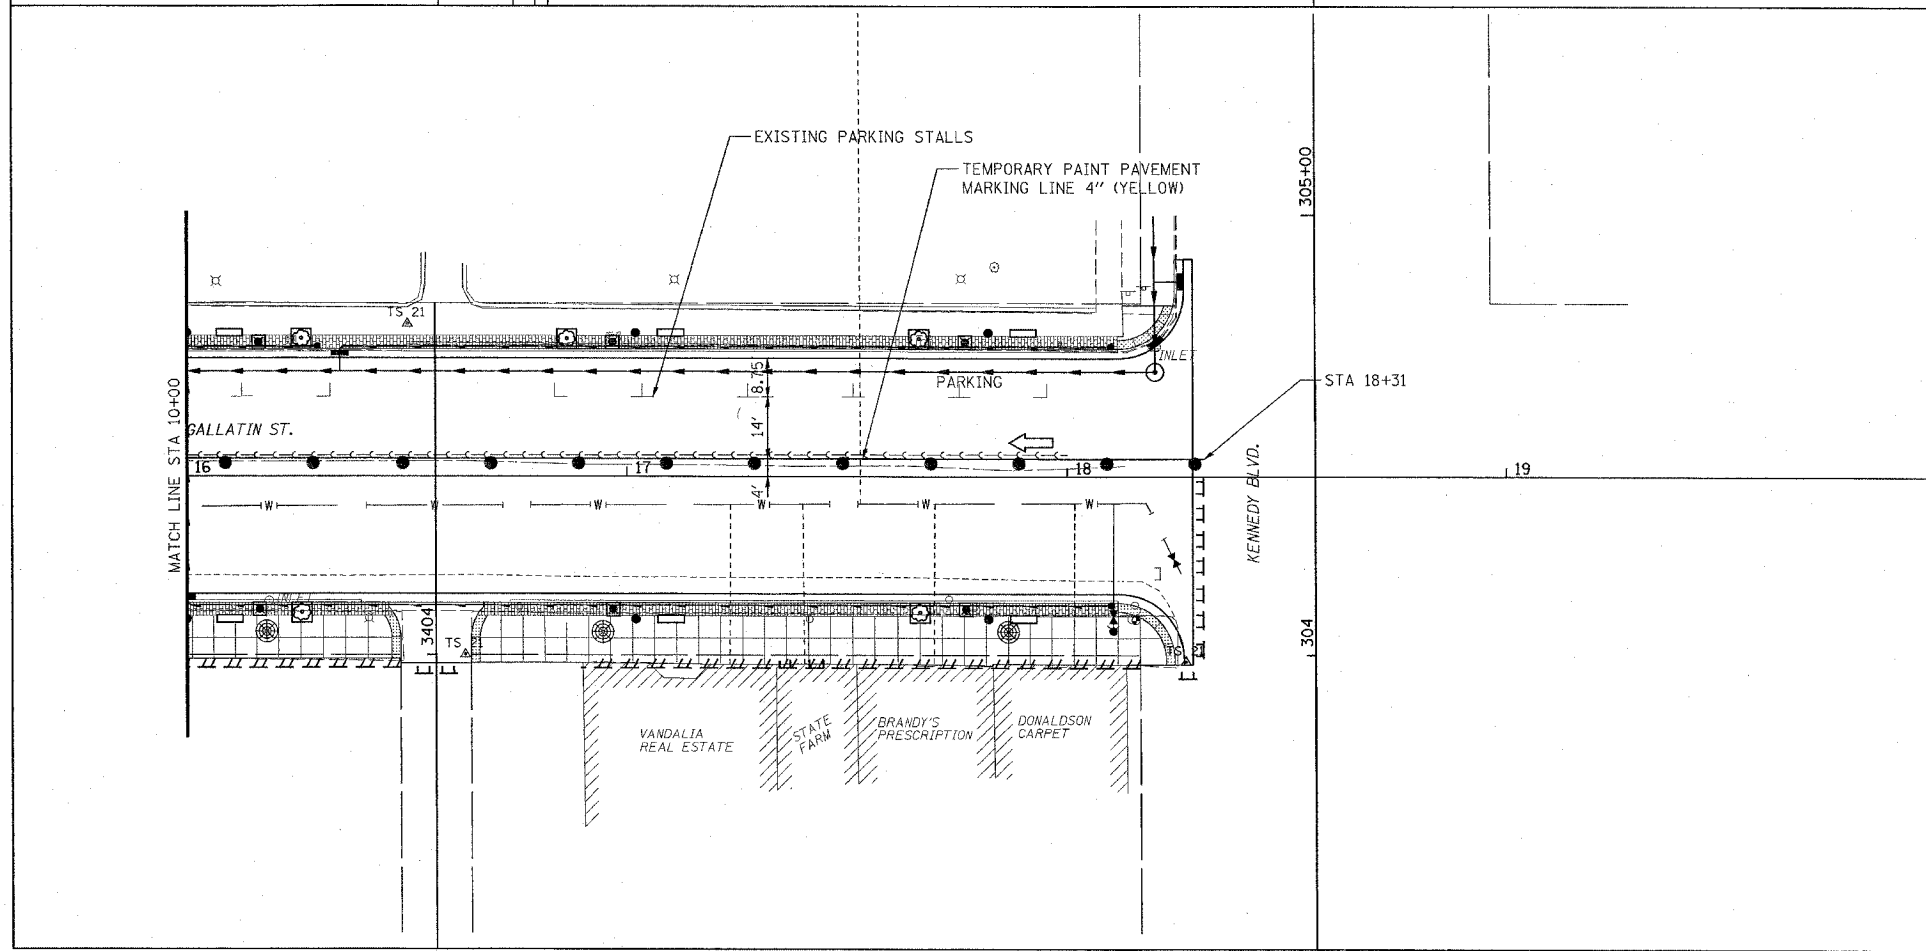 EXISTING PARKING STALLS
TEMPORARY PAINT PAVEMENT
MARKING LINE 4" (YELLOW)
305+00
TS 21
INLET
8.75
PARKING
STA 18+31
MATCH LINE STA 10+00
GALLATIN ST.
14'
16
17
18
19
4'
KENNEDY BLVD.
W
W
W
W
W
W
INLET
3404
TS
304
TS 21
VANDALIA
REAL ESTATE
STATE
FARM
BRANDY'S
PRESCRIPTION
DONALDSON
CARPET